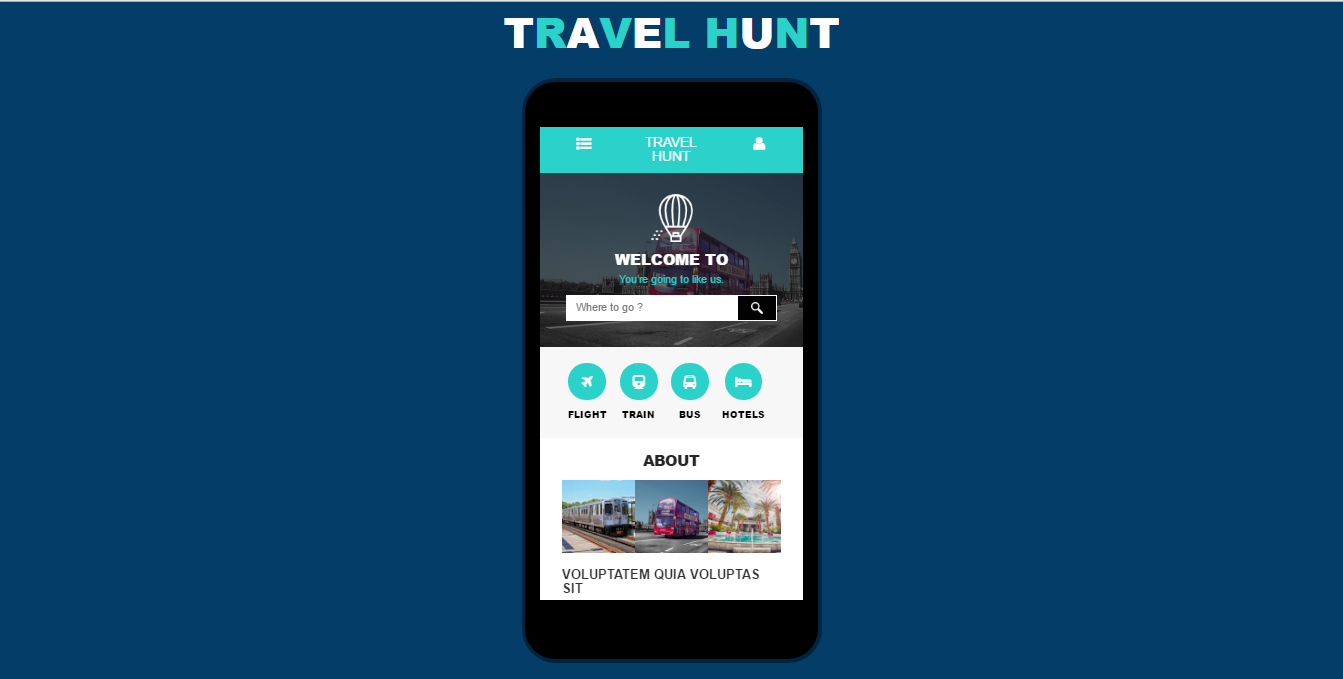 TRAVEL HUNT
TRAVEL
HUNT
WELCOME TO
You're going to like us.
Where to go ?
FLIGHT TRAIN BUS HOTELS
ABOUT
VOLUPTATEM QUIA VOLUPTAS
SIT